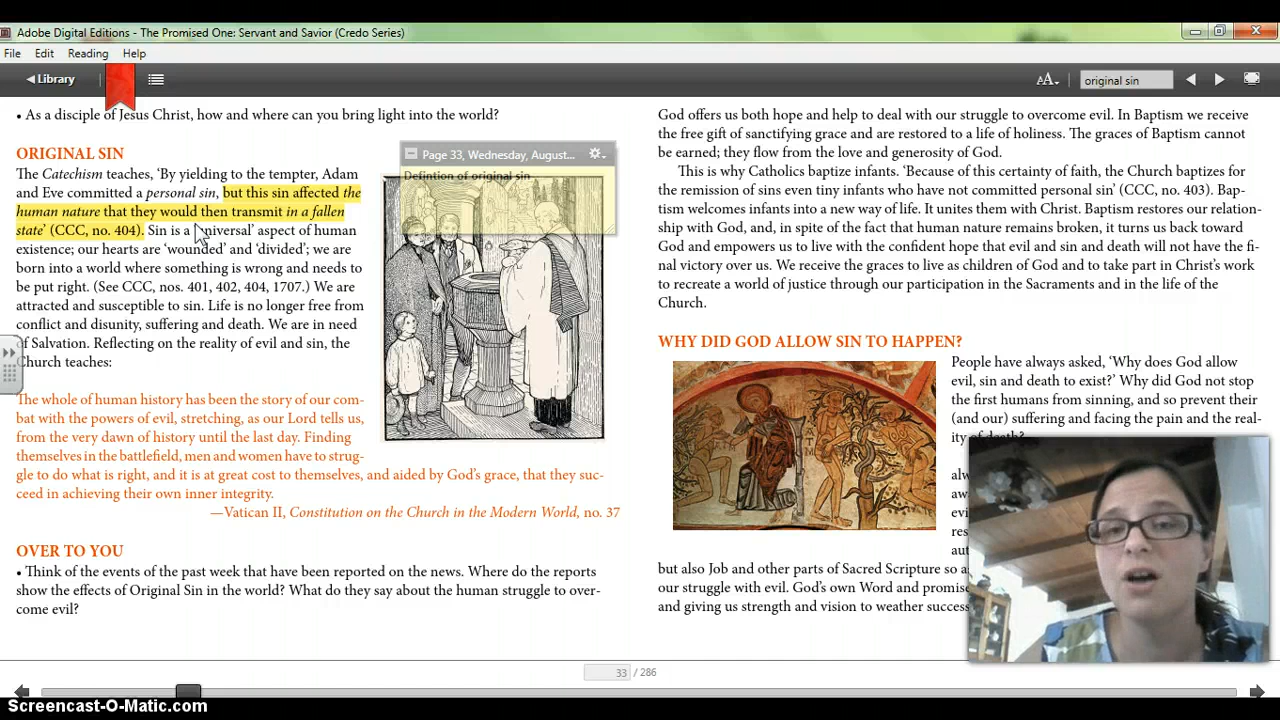 Adobe Digital Editions - The Promised One: Servant and Savior (Credo Series)
File Edit Reading Help
Library
AA
original sin
• As a disciple of Jesus Christ, how and where can you bring light into the world?
ORIGINAL SIN
The Catechism teaches, ‘By yielding to the tempter, Adam
and Eve committed a personal sin, but this sin affected the
human nature that they would then transmit in a fallen
state’ (CCC, no. 404). Sin is a ‘universal’ aspect of human
existence; our hearts are ‘wounded’ and ‘divided’; we are
born into a world where something is wrong and needs to
be put right. (See CCC, nos. 401, 402, 404, 1707.) We are
attracted and susceptible to sin. Life is no longer free from
conflict and disunity, suffering and death. We are in need
of Salvation. Reflecting on the reality of evil and sin, the
Church teaches:
Page 33, Wednesday, August...
Defintion of original sin
The whole of human history has been the story of our com-
bat with the powers of evil, stretching, as our Lord tells us,
from the very dawn of history until the last day. Finding
themselves in the battlefield, men and women have to strug-
gle to do what is right, and it is at great cost to themselves, and aided by God’s grace, that they suc-
ceed in achieving their own inner integrity.
—Vatican II, Constitution on the Church in the Modern World, no. 37
OVER TO YOU
• Think of the events of the past week that have been reported on the news. Where do the reports
show the effects of Original Sin in the world? What do they say about the human struggle to over-
come evil?
God offers us both hope and help to deal with our struggle to overcome evil. In Baptism we receive
the free gift of sanctifying grace and are restored to a life of holiness. The graces of Baptism cannot
be earned; they flow from the love and generosity of God.
This is why Catholics baptize infants. ‘Because of this certainty of faith, the Church baptizes for
the remission of sins even tiny infants who have not committed personal sin’ (CCC, no. 403). Bap-
tism welcomes infants into a new way of life. It unites them with Christ. Baptism restores our relation-
ship with God, and, in spite of the fact that human nature remains broken, it turns us back toward
God and empowers us to live with the confident hope that evil and sin and death will not have the fi-
nal victory over us. We receive the graces to live as children of God and to take part in Christ’s work
to recreate a world of justice through our participation in the Sacraments and in the life of the
Church.
WHY DID GOD ALLOW SIN TO HAPPEN?
People have always asked, ‘Why does God allow
evil, sin and death to exist?’ Why did God not stop
the first humans from sinning, and so prevent their
(and our) suffering and facing the pain and the real-
ity of death?
but also Job and other parts of Sacred Scripture so
our struggle with evil. God’s own Word and
and giving us strength and vision to weather
33 / 286
Screencast-O-Matic.com